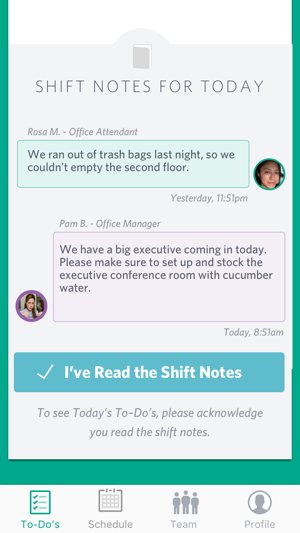 SHIFT NOTES FOR TODAY
Rosa M. - Office Attendant
We ran out of trash bags last night, so we
couldn't empty the second floor.
Yesterday, 11:51pm
Pam B. - Office Manager
We have a big executive coming in today.
Please make sure to set up and stock the
executive conference room with cucumber
water.
Today, 8:51am
I've Read the Shift Notes
To see Today's To-Do's, please acknowledge
you read the shift notes.
To-Do's
Schedule
Team
Profile